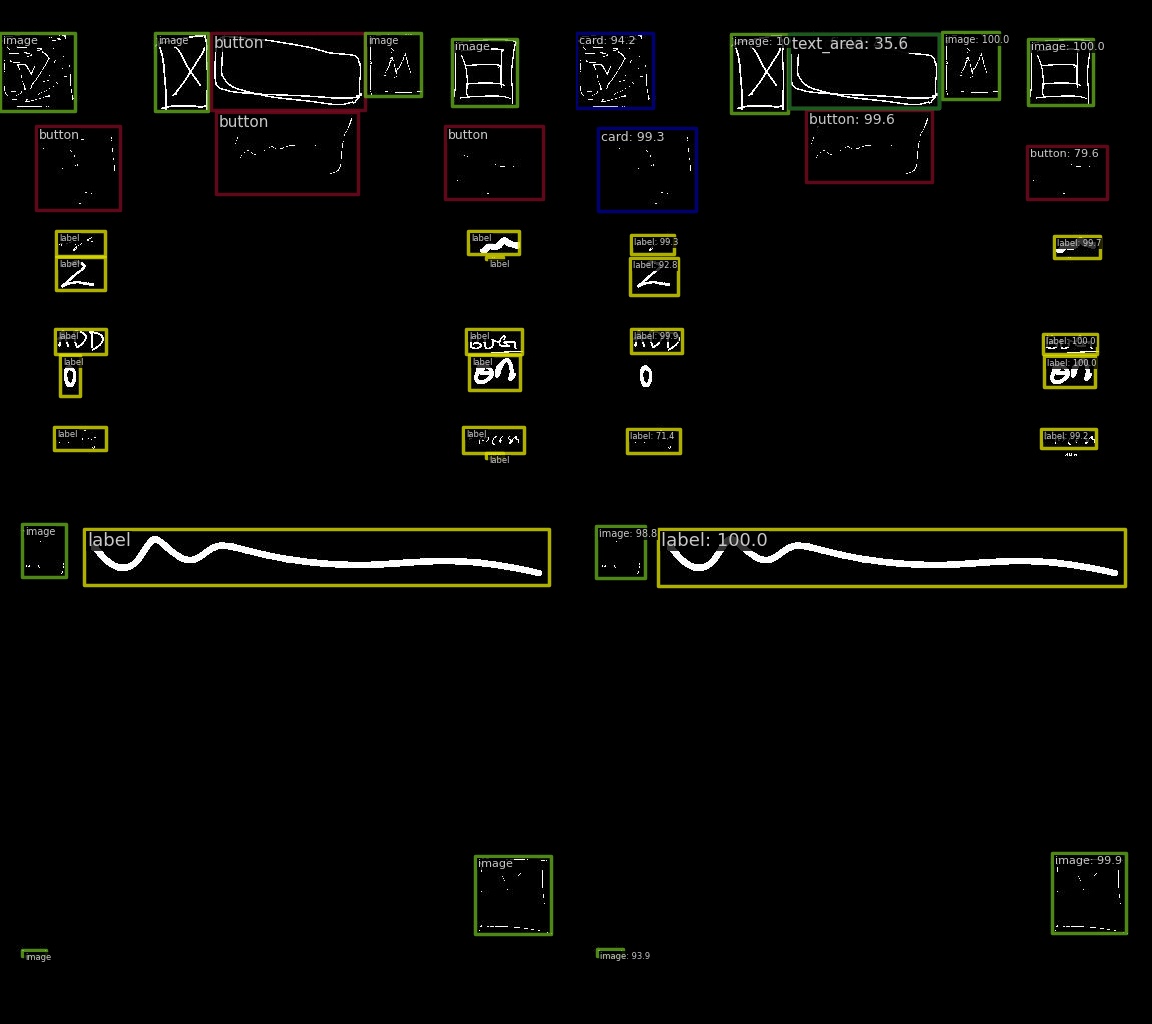 image image button image image card: 94.2 image: 10 text_area: 35.6 image: 100.0 image: 100.0
button button button card: 99.3 button: 99.6 button: 79.6
label label label: 99.3 label: 99.7
label label label: 92.8
label label label: 99.9 label: 100.0
label label label: 100.0
label label label: 71.4 label: 99.2
label
image label image: 98.8 label: 100.0
image image: 99.9
image image: 93.9